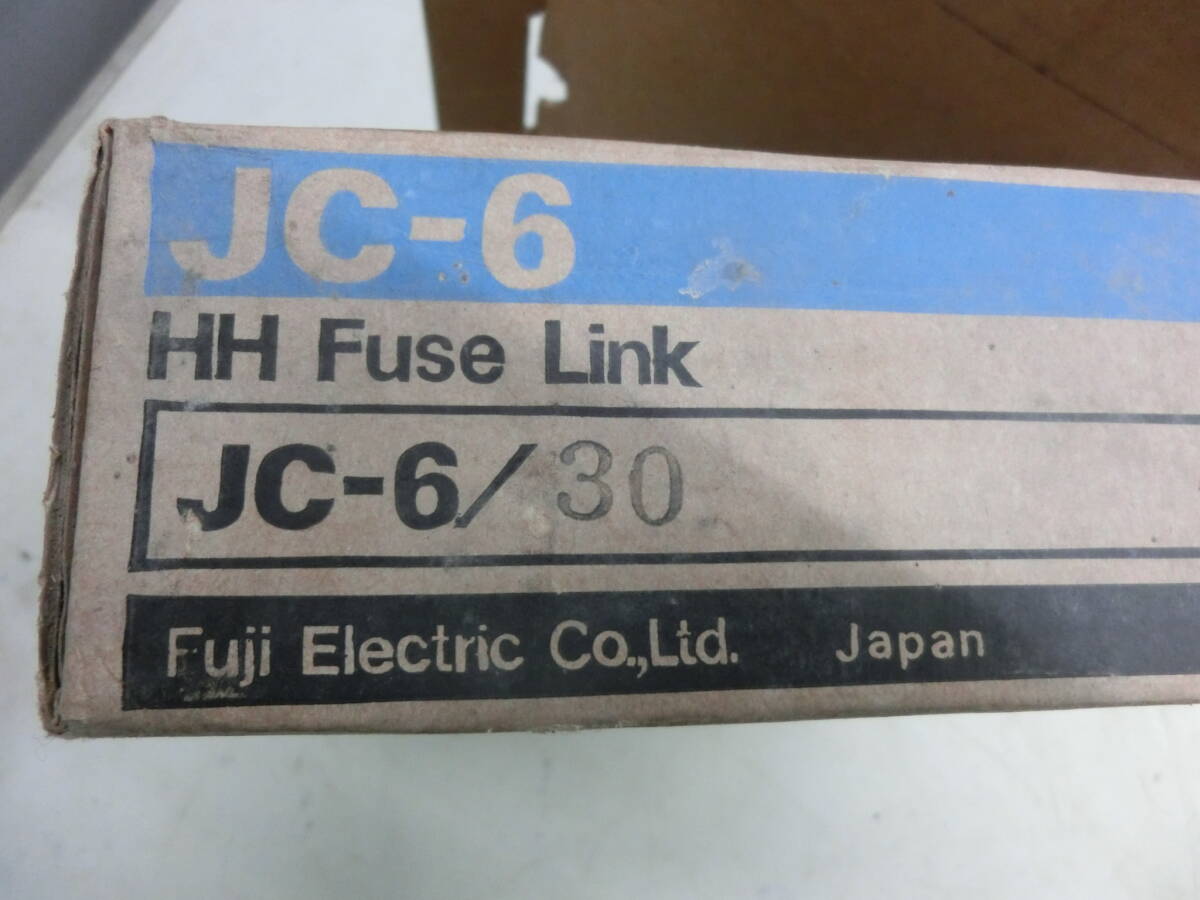 JC-6
HH Fuse Link
JC-6/30
Fuji Electric Co.,Ltd. Japan